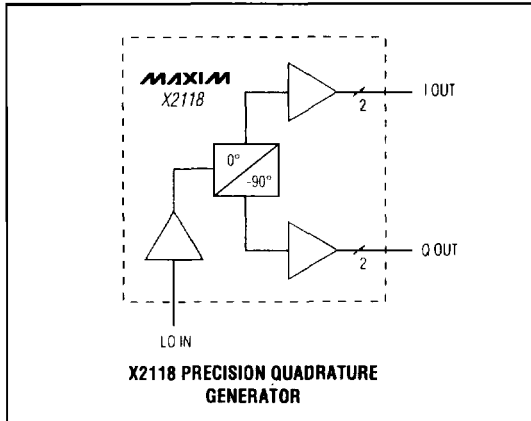 MAXIM
X2118
I OUT
2
0°
-90°
2
Q OUT
LO IN
X2118 PRECISION QUADRATURE
GENERATOR